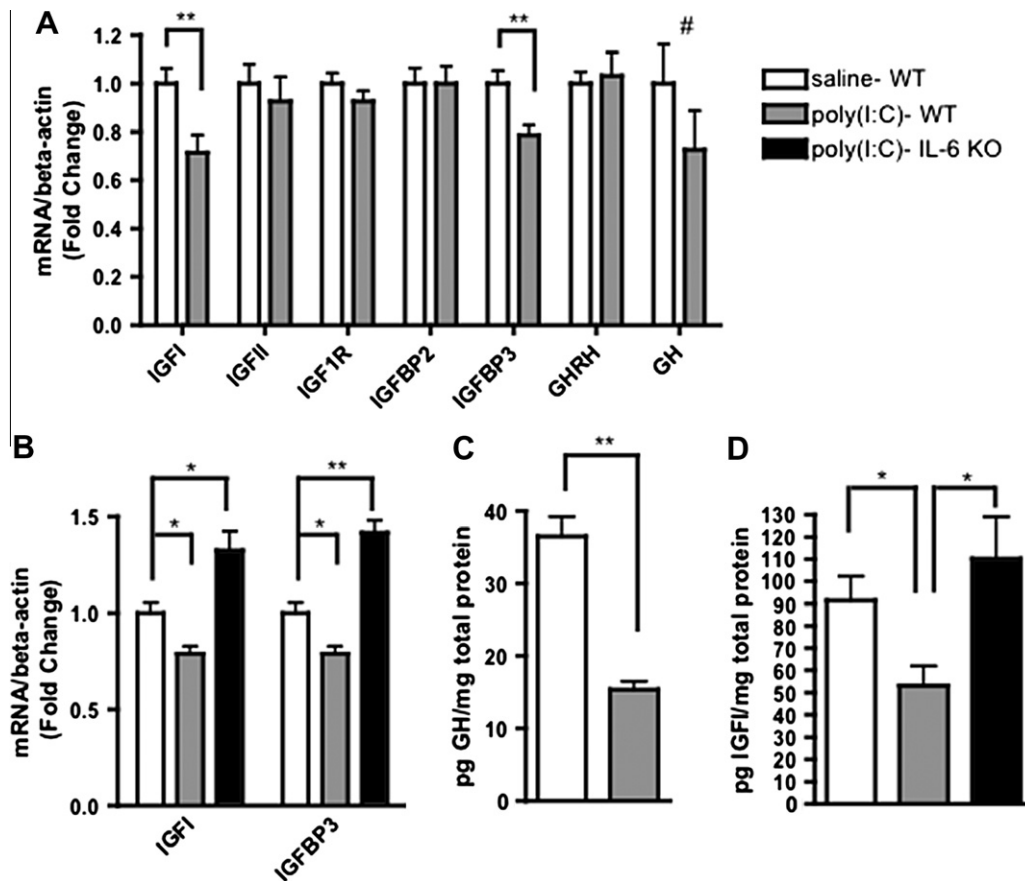 A
mRNA/beta-actin
(Fold Change)
1.2
1.0
0.8
0.6
0.4
0.2
0.0
**
**
#
IGFI
IGFII
IGF1R
IGFBP2
IGFBP3
GHRH
GH
saline- WT
poly(I:C)- WT
poly(I:C)- IL-6 KO
B
mRNA/beta-actin
(Fold Change)
1.5
1.0
0.5
0.0
*
*
**
*
IGFI
IGFBP3
C
pg GH/mg total protein
40
30
20
10
0
**
D
pg IGFI/mg total protein
130
120
110
100
90
80
70
60
50
40
30
20
10
0
*
*